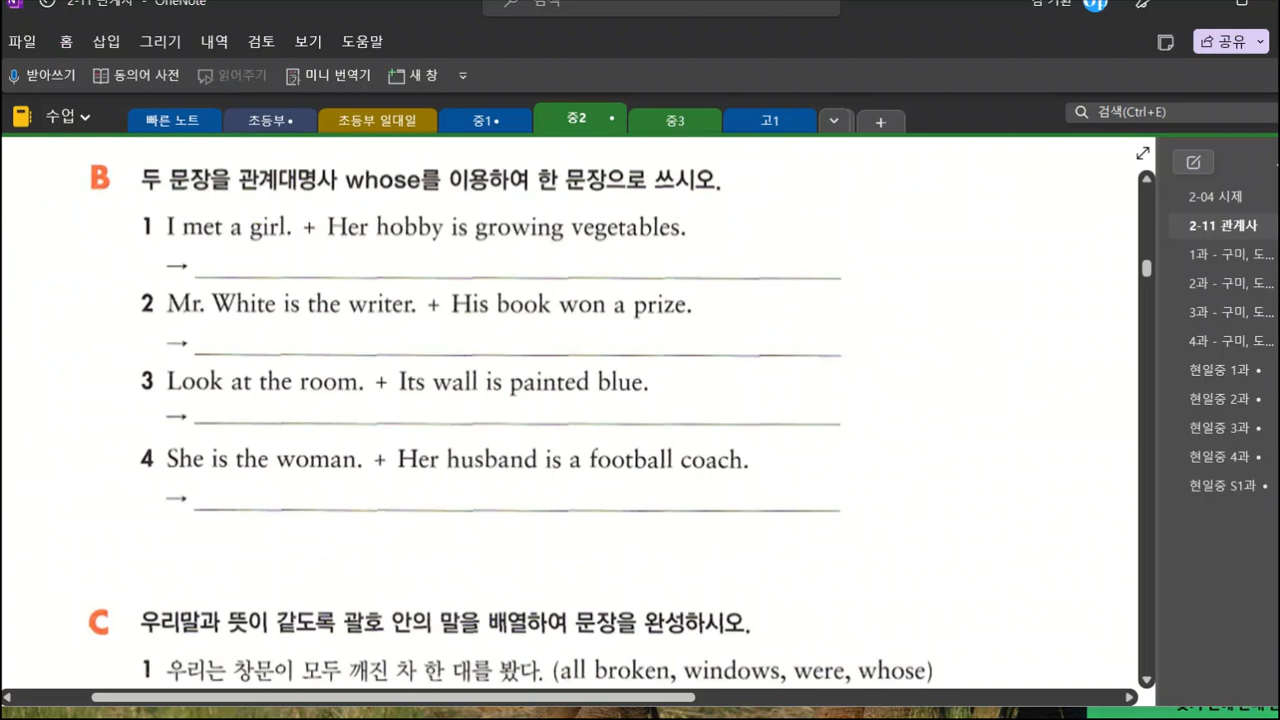 2-11 관계사 - OneNote
검색
김 기환
파일 홈 삽입 그리기 내역 검토 보기 도움말
공유
받아쓰기 동의어 사전 읽어주기 미니 번역기 새 창
수업
빠른 노트 초등부 초등부 일대일 중1 중2 중3 고1 +
검색(Ctrl+E)
B 두 문장을 관계대명사 whose를 이용하여 한 문장으로 쓰시오.
1 I met a girl. + Her hobby is growing vegetables.
→
2 Mr. White is the writer. + His book won a prize.
→
3 Look at the room. + Its wall is painted blue.
→
4 She is the woman. + Her husband is a football coach.
→
C 우리말과 뜻이 같도록 괄호 안의 말을 배열하여 문장을 완성하시오.
1 우리는 창문이 모두 깨진 차 한 대를 봤다. (all broken, windows, were, whose)
2-04 시제
2-11 관계사
1과 - 구미, 도...
2과 - 구미, 도...
3과 - 구미, 도...
4과 - 구미, 도...
현일중 1과
현일중 2과
현일중 3과
현일중 4과
현일중 S1과